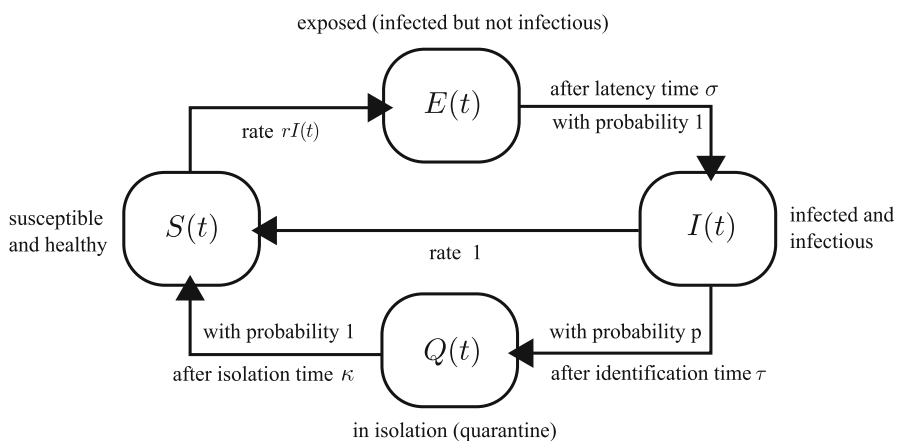 exposed (infected but not infectious)
E(t)
after latency time σ
with probability 1
rate rI(t)
susceptible
and healthy
S(t)
I(t)
infected and
infectious
rate 1
with probability 1
after isolation time κ
Q(t)
with probability p
after identification time τ
in isolation (quarantine)